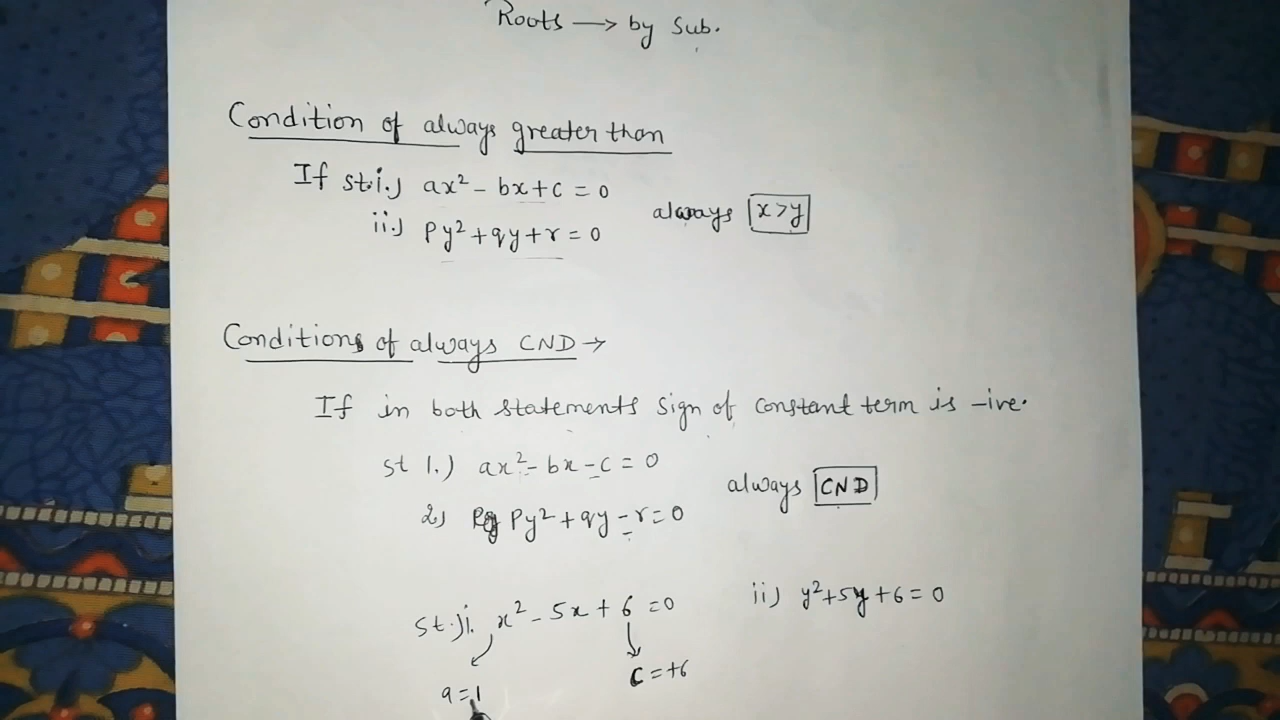 Roots → by Sub.
Condition of always greater than
If st.i.) ax² - bx + c = 0
ii.) py² + qy + r = 0
always x > y
Conditions of always CND →
If in both statements sign of constant term is -ive.
st 1.) ax² - bx - c = 0
2.) Py² + qy - r = 0
always CND
st.)i. x² - 5x + 6 = 0
ii) y² + 5y + 6 = 0
a = 1
c = +6